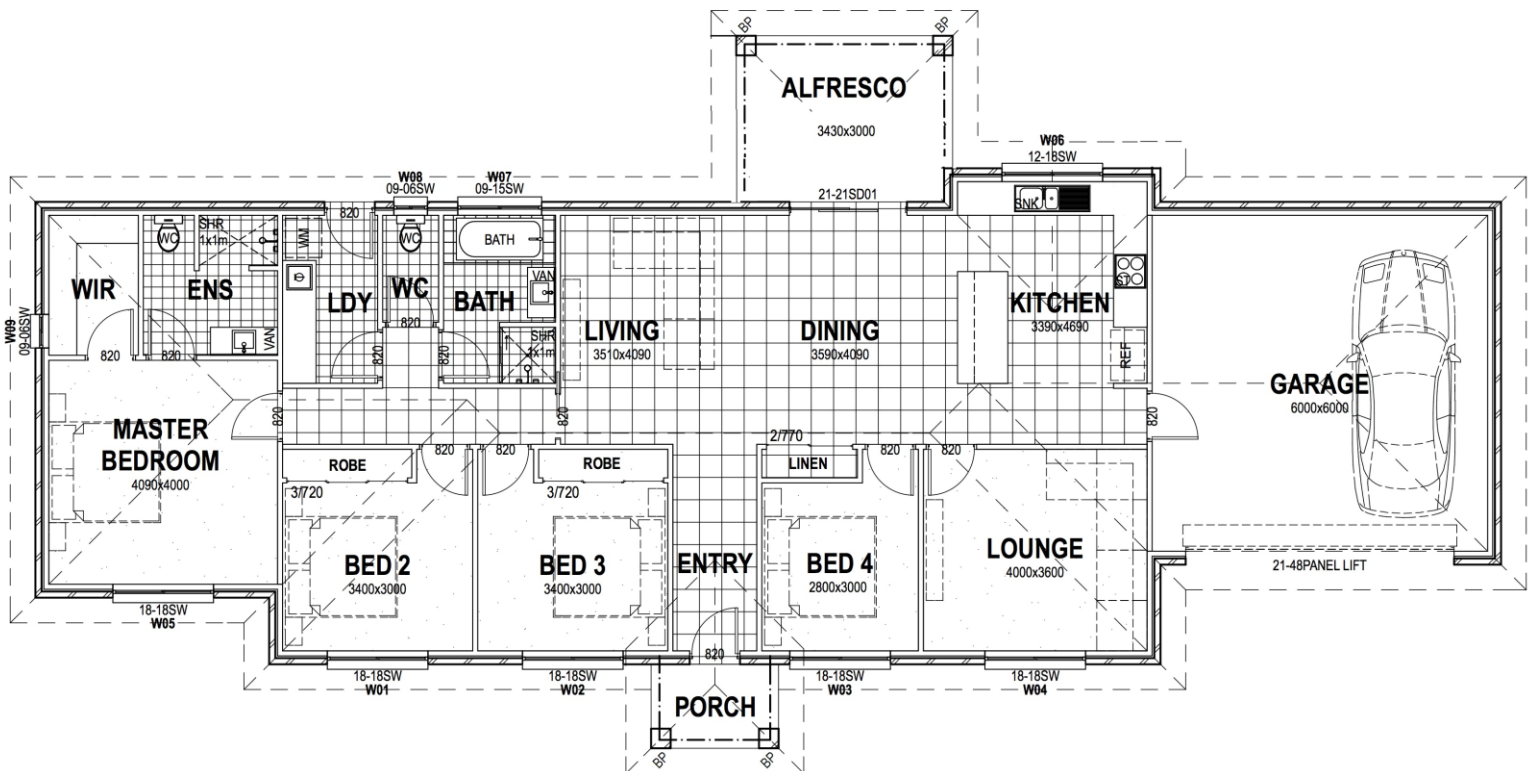 BP
BP
ALFRESCO
3430x3000
W06
12-18SW
W08
09-06SW
W07
09-15SW
21-21SD01
820
SHR
1x1m
WC
WM
WC
BATH
SNK
W09
09-06SW
WIR
ENS
LDY
WC
BATH
VAN
LIVING
3510x4090
DINING
3590x4090
KITCHEN
3390x4690
ST
REF
VAN
820
820
820
820
820
SHR
1x1m
GARAGE
6000x6000
MASTER
BEDROOM
4090x4000
820
820
820
ROBE
3/720
820
820
ROBE
3/720
2/770
LINEN
820
820
BED 2
3400x3000
BED 3
3400x3000
ENTRY
BED 4
2800x3000
LOUNGE
4000x3600
21-48PANEL LIFT
18-18SW
W05
820
18-18SW
W01
18-18SW
W02
18-18SW
W03
18-18SW
W04
PORCH
BP
BP